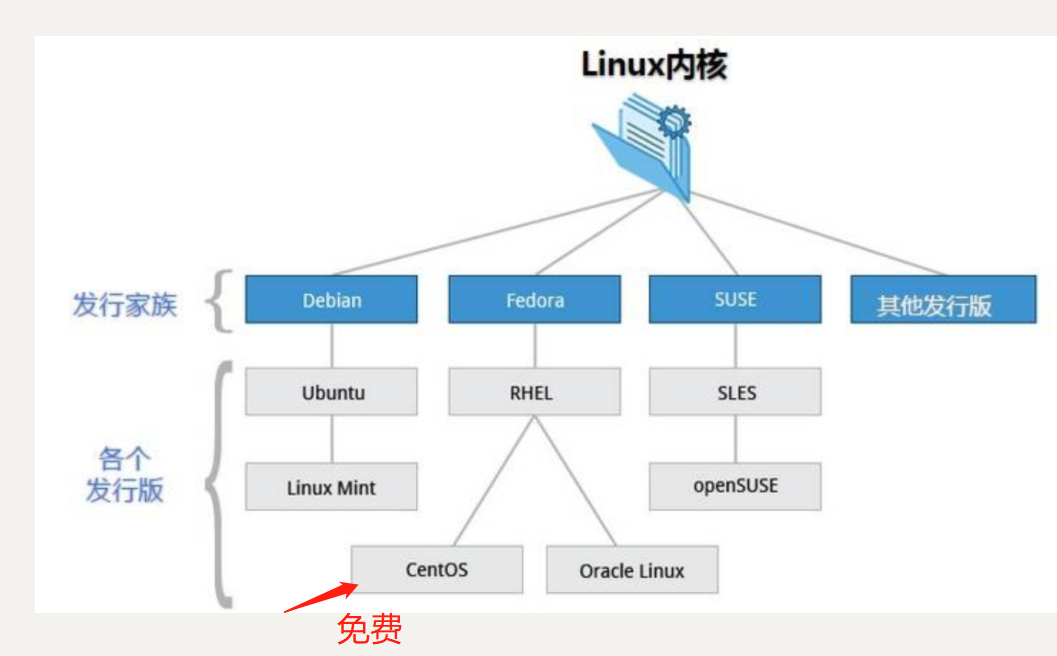 Linux内核
发行家族
Debian
Fedora
SUSE
其他发行版
Ubuntu
RHEL
SLES
各个
发行版
Linux Mint
openSUSE
CentOS
Oracle Linux
免费